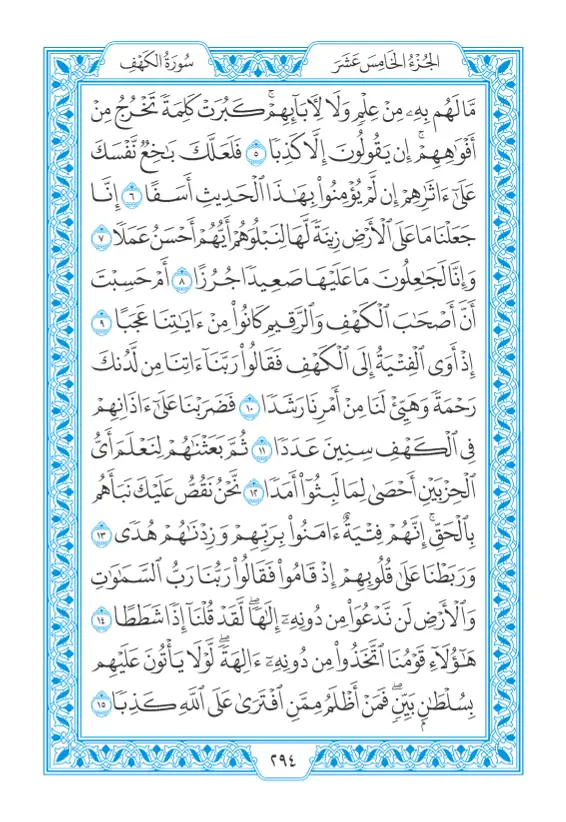 الجُزْءُ الخَامِسَ عَشَرَ
سُورَةُ الكَهْفِ
مَّا لَهُم بِهِۦ مِنْ عِلْمٖ وَلَا لِأٓبَآئِهِمۡۚ كَبُرَتۡ كَلِمَةٗ تَخۡرُجُ مِنۡ
أَفۡوَٰهِهِمۡۚ إِن يَقُولُونَ إِلَّا كَذِبٗا ٥ فَلَعَلَّكَ بَٰخِعٞ نَّفۡسَكَ
عَلَىٰٓ ءَاثَٰرِهِمۡ إِن لَّمۡ يُؤۡمِنُواْ بِهَٰذَا ٱلۡحَدِيثِ أَسَفًا ٦ إِنَّا
جَعَلۡنَا مَا عَلَى ٱلۡأَرۡضِ زِينَةٗ لَّهَا لِنَبۡلُوَهُمۡ أَيُّهُمۡ أَحۡسَنُ عَمَلٗا ٧
وَإِنَّا لَجَٰعِلُونَ مَا عَلَيۡهَا صَعِيدٗا جُرُزًا ٨ أَمۡ حَسِبۡتَ
أَنَّ أَصۡحَٰبَ ٱلۡكَهۡفِ وَٱلرَّقِيمِ كَانُواْ مِنۡ ءَايَٰتِنَا عَجَبًا ٩
إِذۡ أَوَى ٱلۡفِتۡيَةُ إِلَى ٱلۡكَهۡفِ فَقَالُواْ رَبَّنَآ ءَاتِنَا مِن لَّدُنكَ
رَحۡمَةٗ وَهَيِّئۡ لَنَا مِنۡ أَمۡرِنَا رَشَدٗا ١٠ فَضَرَبۡنَا عَلَىٰٓ ءَاذَانِهِمۡ
فِي ٱلۡكَهۡفِ سِنِينَ عَدَدٗا ١١ ثُمَّ بَعَثۡنَٰهُمۡ لِنَعۡلَمَ أَيُّ
ٱلۡحِزۡبَيۡنِ أَحۡصَىٰ لِمَا لَبِثُوٓاْ أَمَدٗا ١٢ نَّحۡنُ نَقُصُّ عَلَيۡكَ نَبَأَهُم
بِٱلۡحَقِّۚ إِنَّهُمۡ فِتۡيَةٌ ءَامَنُواْ بِرَبِّهِمۡ وَزِدۡنَٰهُمۡ هُدٗى ١٣
وَرَبَطۡنَا عَلَىٰ قُلُوبِهِمۡ إِذۡ قَامُواْ فَقَالُواْ رَبُّنَا رَبُّ ٱلسَّمَٰوَٰتِ
وَٱلۡأَرۡضِ لَن نَّدۡعُوَاْ مِن دُونِهِۦٓ إِلَٰهٗاۖ لَّقَدۡ قُلۡنَآ إِذٗا شَطَطًا ١٤
هَٰٓؤُلَآءِ قَوۡمُنَا ٱتَّخَذُواْ مِن دُونِهِۦٓ ءَالِهَةٗۖ لَّوۡلَا يَأۡتُونَ عَلَيۡهِم
بِسُلۡطَٰنِۭ بَيِّنٖۖ فَمَنۡ أَظۡلَمُ مِمَّنِ ٱفۡتَرَىٰ عَلَى ٱللَّهِ كَذِبٗا ١٥
٢٩٤